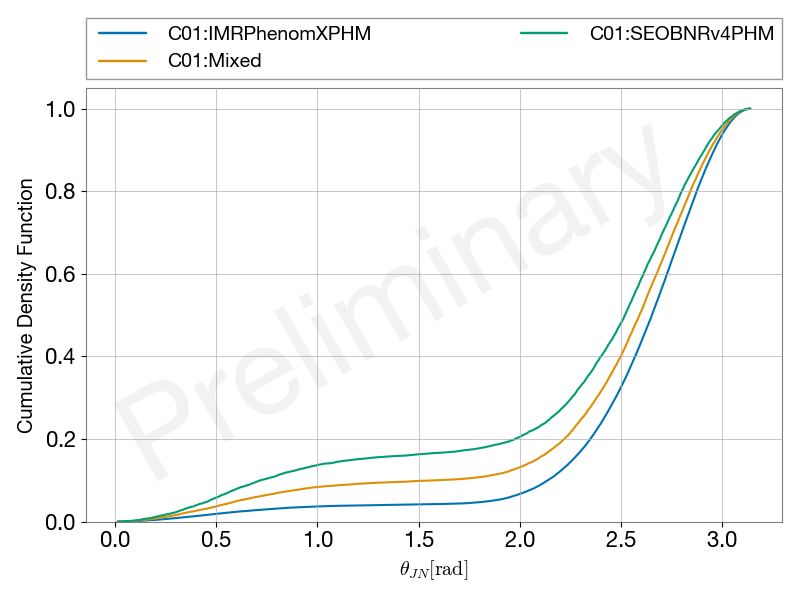 C01:IMRPhenomXPHM
C01:Mixed
C01:SEOBNRv4PHM
Preliminary
Cumulative Density Function
1.0
0.8
0.6
0.4
0.2
0.0
0.0 0.5 1.0 1.5 2.0 2.5 3.0
θJN[rad]